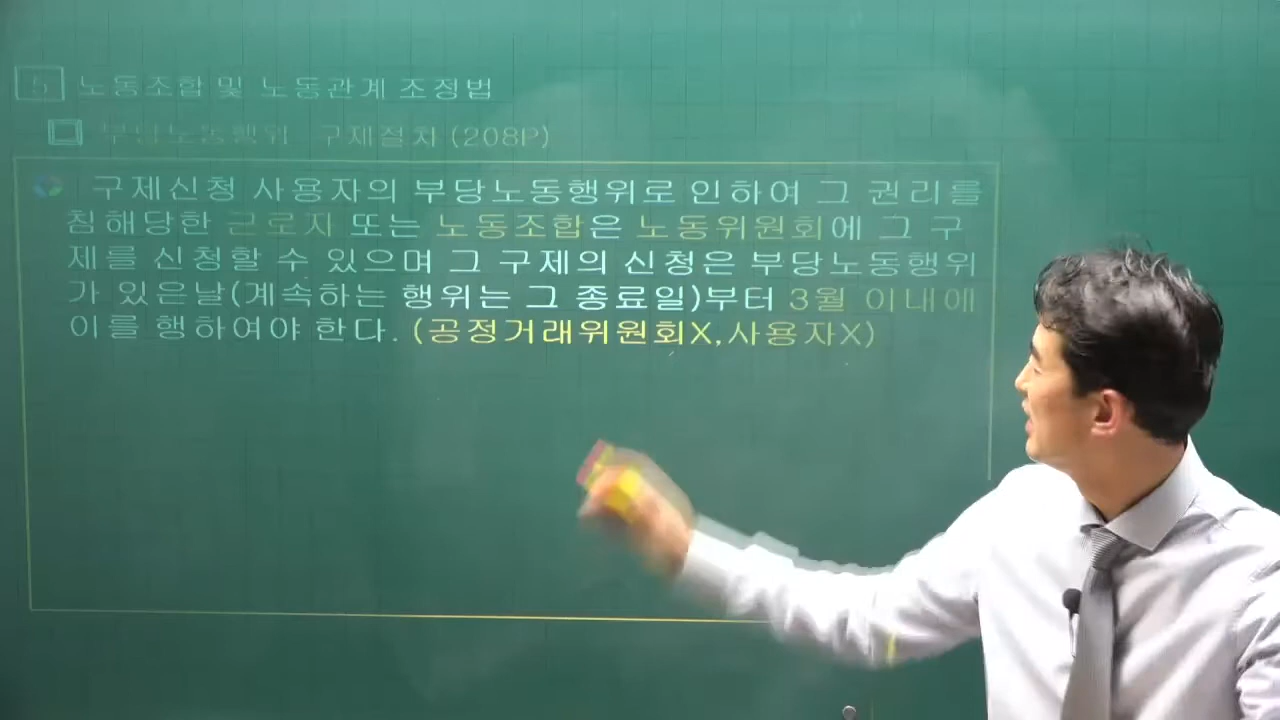 5 노동조합 및 노동관계 조정법
부당노동행위 구제절차 (208P)
구제신청 사용자의 부당노동행위로 인하여 그 권리를
침해당한 근로자 또는 노동조합은 노동위원회에 그 구
제를 신청할 수 있으며 그 구제의 신청은 부당노동행위
가 있은날(계속하는 행위는 그 종료일)부터 3월 이내에
이를 행하여야 한다. (공정거래위원회X,사용자X)